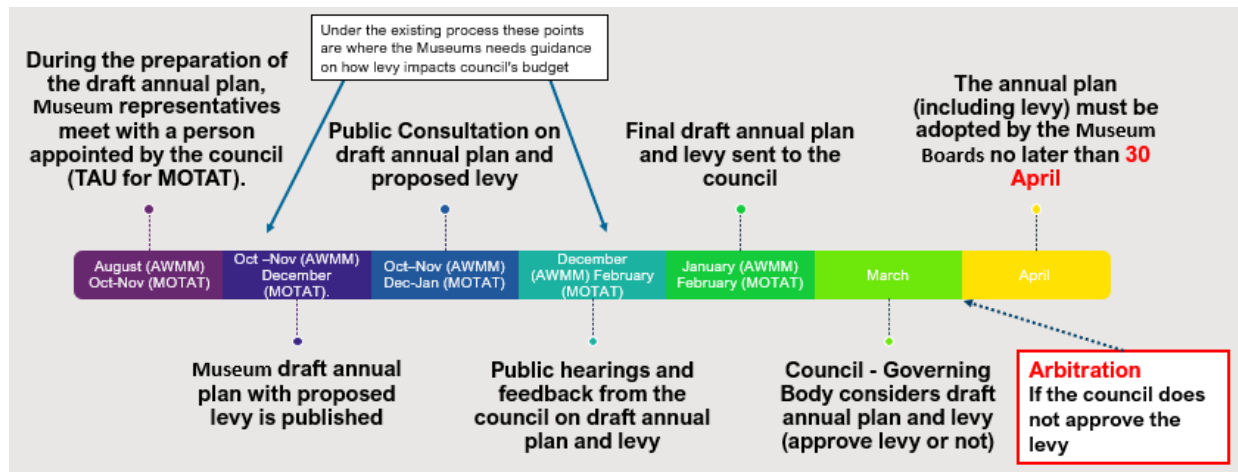 Under the existing process these points
are where the Museums needs guidance
on how levy impacts council's budget
During the preparation of
the draft annual plan,
Museum representatives
meet with a person
appointed by the council
(TAU for MOTAT).
Public Consultation on
draft annual plan and
proposed levy
Final draft annual plan
and levy sent to the
council
The annual plan
(including levy) must be
adopted by the Museum
Boards no later than 30
April
August (AWMM)
Oct-Nov (MOTAT)
Oct –Nov (AWMM)
December
(MOTAT).
Oct–Nov (AWMM)
Dec-Jan (MOTAT)
December
(AWMM) February
(MOTAT)
January (AWMM)
February (MOTAT)
March
April
Museum draft annual
plan with proposed
levy is published
Public hearings and
feedback from the
council on draft annual
plan and levy
Council - Governing
Body considers draft
annual plan and levy
(approve levy or not)
Arbitration
If the council does
not approve the
levy